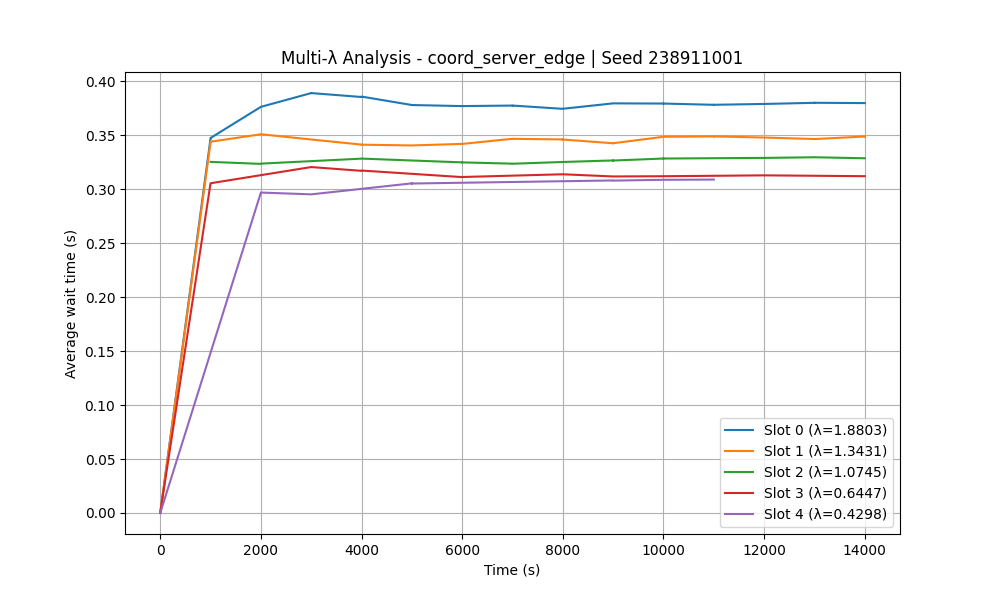 Multi-λ Analysis - coord_server_edge | Seed 238911001
Average wait time (s)
0.40
0.35
0.30
0.25
0.20
0.15
0.10
0.05
0.00
Slot 0 (λ=1.8803)
Slot 1 (λ=1.3431)
Slot 2 (λ=1.0745)
Slot 3 (λ=0.6447)
Slot 4 (λ=0.4298)
0 2000 4000 6000 8000 10000 12000 14000
Time (s)